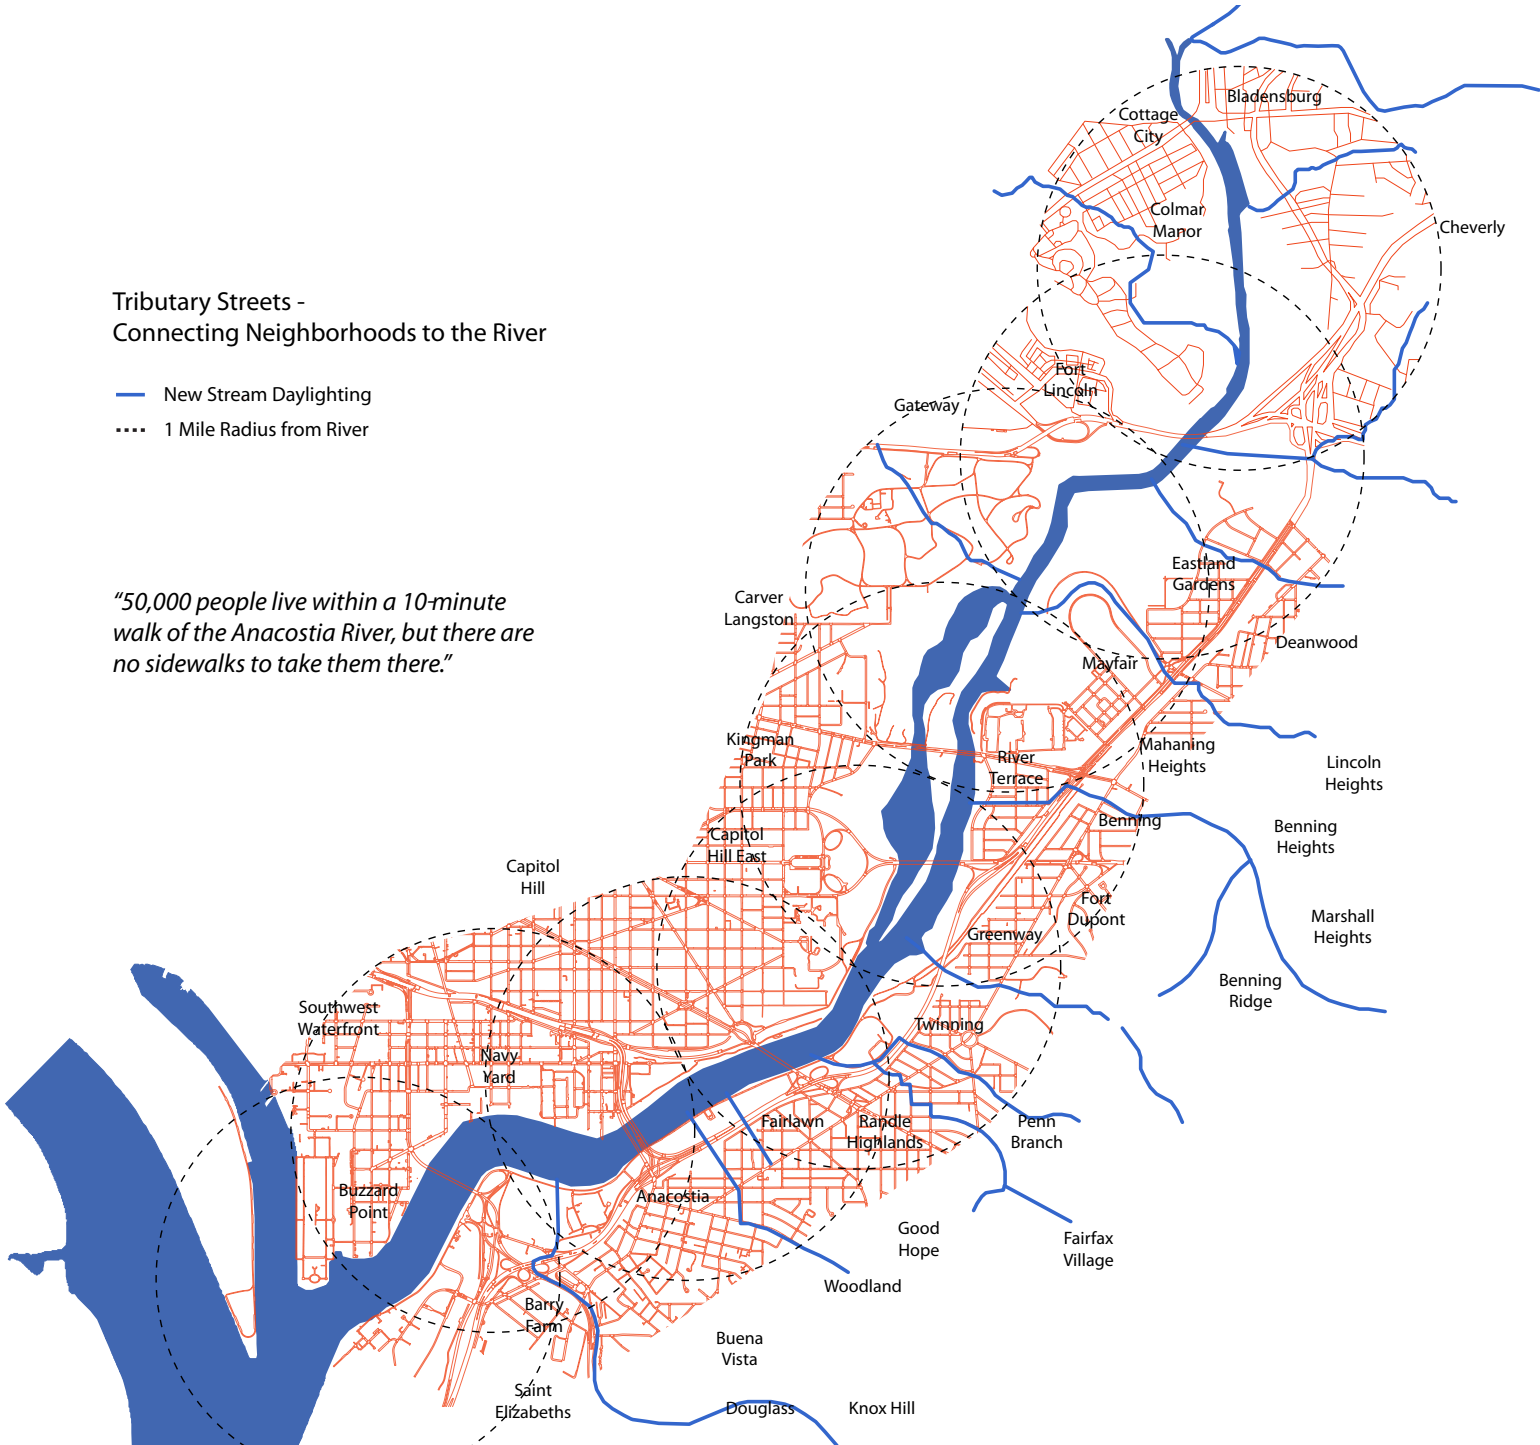 Bladensburg
Cottage
City
Colmar
Manor
Cheverly
Tributary Streets -
Connecting Neighborhoods to the River
New Stream Daylighting
1 Mile Radius from River
Fort
Lincoln
Gateway
Eastland
Gardens
"50,000 people live within a 10-minute
walk of the Anacostia River, but there are
no sidewalks to take them there."
Carver
Langston
Deanwood
Mayfair
Kingman
Park
River
Terrace
Mahaning
Heights
Lincoln
Heights
Benning
Benning
Heights
Capitol
Hill East
Capitol
Hill
Fort
Dupont
Marshall
Heights
Greenway
Benning
Ridge
Southwest
Waterfront
Twinning
Navy
Yard
Fairlawn
Randle
Highlands
Penn
Branch
Buzzard
Point
Anacostia
Good
Hope
Fairfax
Village
Woodland
Barry
Farm
Buena
Vista
Saint
Elizabeths
Douglass
Knox Hill